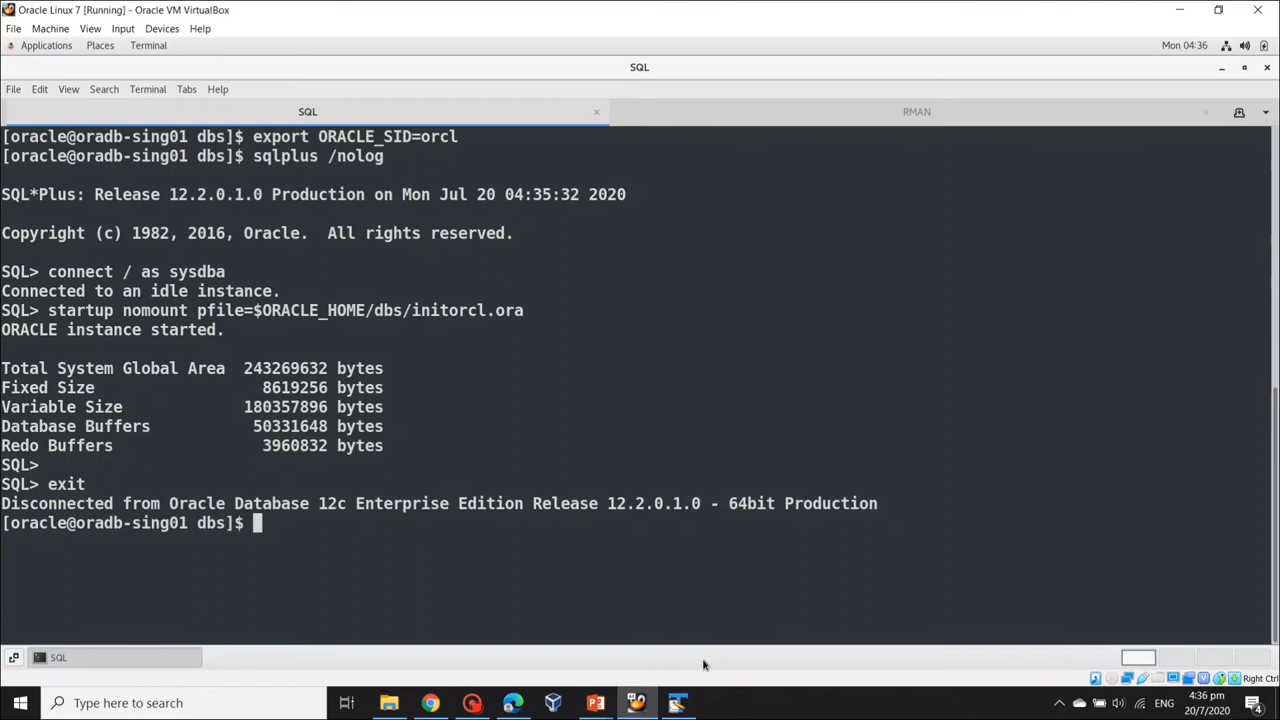 Oracle Linux 7 [Running] - Oracle VM VirtualBox
File Machine View Input Devices Help
Applications Places Terminal Mon 04:36
SQL
File Edit View Search Terminal Tabs Help
SQL RMAN
[oracle@oradb-sing01 dbs]$ export ORACLE_SID=orcl
[oracle@oradb-sing01 dbs]$ sqlplus /nolog
SQL*Plus: Release 12.2.0.1.0 Production on Mon Jul 20 04:35:32 2020
Copyright (c) 1982, 2016, Oracle.  All rights reserved.
SQL> connect / as sysdba
Connected to an idle instance.
SQL> startup nomount pfile=$ORACLE_HOME/dbs/initorcl.ora
ORACLE instance started.
Total System Global Area  243269632 bytes
Fixed Size                  8619256 bytes
Variable Size             180357896 bytes
Database Buffers           50331648 bytes
Redo Buffers                3960832 bytes
SQL>
SQL> exit
Disconnected from Oracle Database 12c Enterprise Edition Release 12.2.0.1.0 - 64bit Production
[oracle@oradb-sing01 dbs]$
SQL
Right Ctrl
Type here to search
ENG
4:36 pm
20/7/2020
4